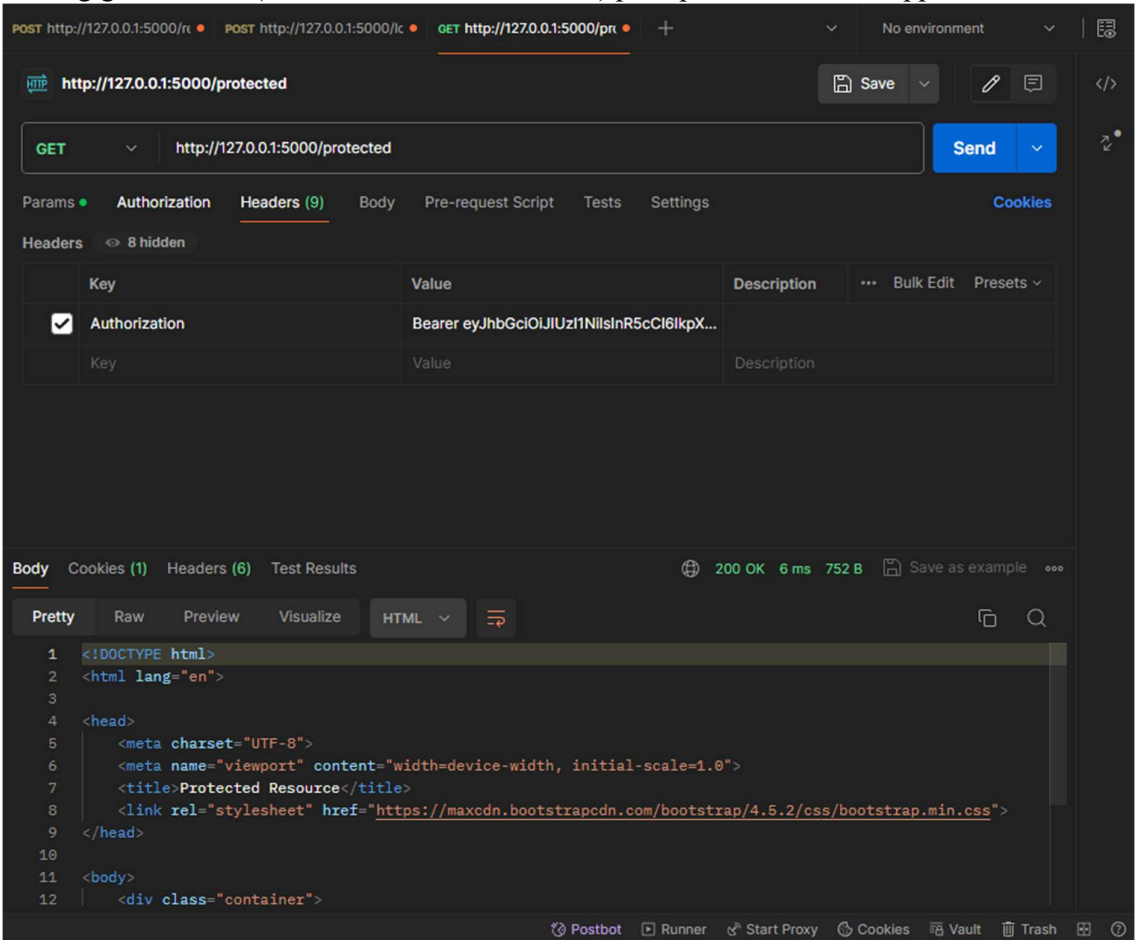 POST http://127.0.0.1:5000/re POST http://127.0.0.1:5000/lc GET http://127.0.0.1:5000/pro No environment
HTTP http://127.0.0.1:5000/protected Save </>
GET http://127.0.0.1:5000/protected Send
Params Authorization Headers (9) Body Pre-request Script Tests Settings Cookies
Headers 8 hidden
Key Value Description ••• Bulk Edit Presets
Authorization Bearer eyJhbGciOiJIUzI1NiIsInR5cCI6IkpX...
Key Value Description
Body Cookies (1) Headers (6) Test Results 200 OK 6 ms 752 B Save as example
Pretty Raw Preview Visualize HTML
1 <!DOCTYPE html>
2 <html lang="en">
3
4 <head>
5 <meta charset="UTF-8">
6 <meta name="viewport" content="width=device-width, initial-scale=1.0">
7 <title>Protected Resource</title>
8 <link rel="stylesheet" href="https://maxcdn.bootstrapcdn.com/bootstrap/4.5.2/css/bootstrap.min.css">
9 </head>
10
11 <body>
12 <div class="container">
Postbot Runner Start Proxy Cookies Vault Trash